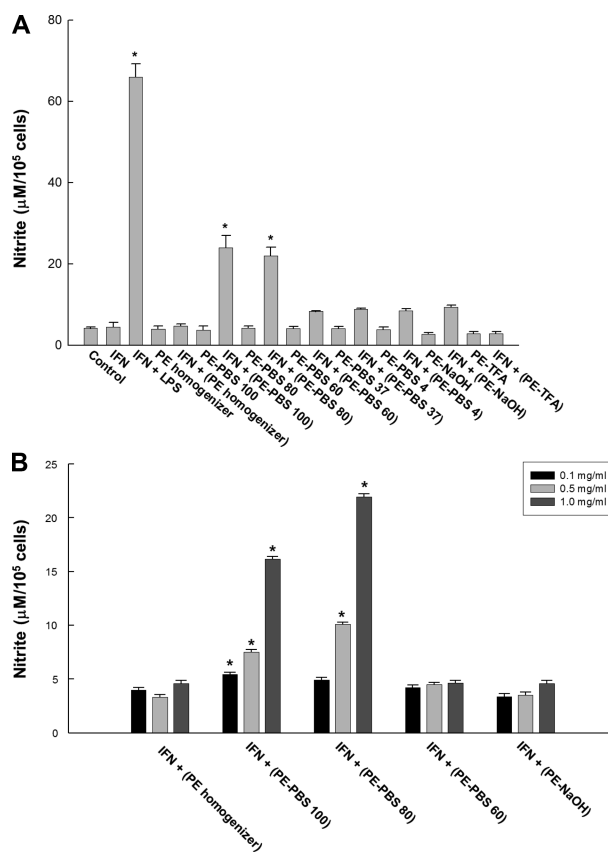 A
80
60
40
20
0
Nitrite (μM/10⁵ cells)
*
*
*
Control
IFN
IFN + LPS
PE homogenizer
IFN + (PE homogenizer)
PE-PBS 100
IFN + (PE-PBS 100)
PE-PBS 80
IFN + (PE-PBS 80)
PE-PBS 60
IFN + (PE-PBS 60)
PE-PBS 37
IFN + (PE-PBS 37)
PE-PBS 4
IFN + (PE-PBS 4)
PE-NaOH
IFN + (PE-NaOH)
PE-TFA
IFN + (PE-TFA)
B
25
20
15
10
5
0
Nitrite (μM/10⁵ cells)
0.1 mg/ml
0.5 mg/ml
1.0 mg/ml
*
*
*
*
*
IFN + (PE homogenizer)
IFN + (PE-PBS 100)
IFN + (PE-PBS 80)
IFN + (PE-PBS 60)
IFN + (PE-NaOH)